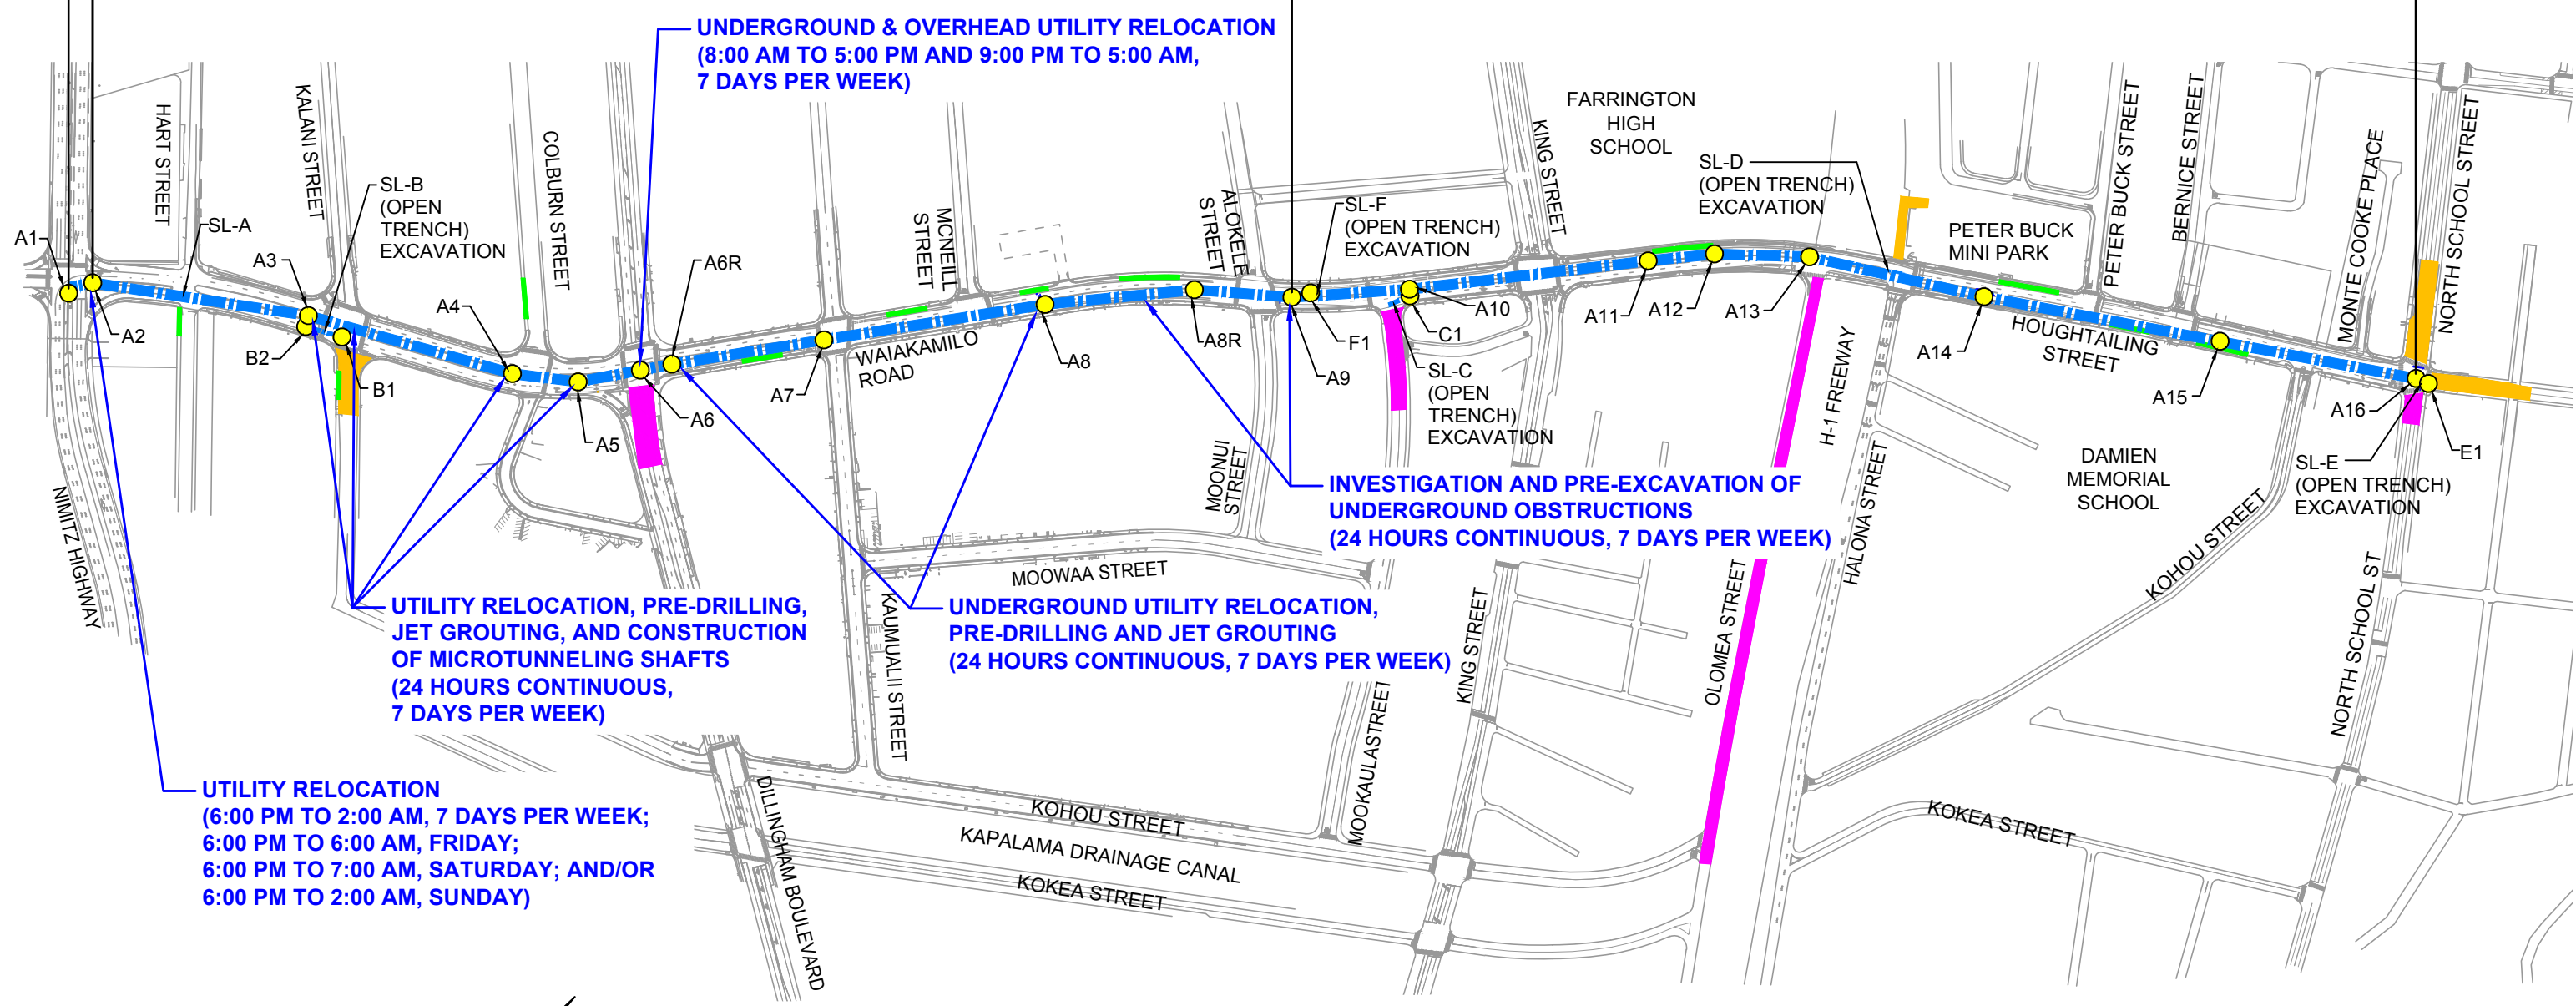 UNDERGROUND & OVERHEAD UTILITY RELOCATION
(8:00 AM TO 5:00 PM AND 9:00 PM TO 5:00 AM,
7 DAYS PER WEEK)
HART STREET
KALANI STREET
COLBURN STREET
MCNEILL
STREET
ALOKELE
STREET
KING STREET
FARRINGTON
HIGH
SCHOOL
SL-D
(OPEN TRENCH)
EXCAVATION
PETER BUCK
MINI PARK
PETER BUCK STREET
BERNICE STREET
MONTE COOKE PLACE
NORTH SCHOOL STREET
SL-B
(OPEN
TRENCH)
EXCAVATION
SL-F
(OPEN TRENCH)
EXCAVATION
A1
SL-A
A3
A2
B2
B1
A4
A5
A6R
A6
A7
WAIAKAMILO
ROAD
A8
A8R
A9
F1
C1
A10
SL-C
(OPEN
TRENCH)
EXCAVATION
A11
A12
A13
A14
HOUGHTAILING
STREET
A15
A16
E1
SL-E
(OPEN TRENCH)
EXCAVATION
DAMIEN
MEMORIAL
SCHOOL
H-1 FREEWAY
HALONA STREET
NIMITZ HIGHWAY
MOONUI
STREET
INVESTIGATION AND PRE-EXCAVATION OF
UNDERGROUND OBSTRUCTIONS
(24 HOURS CONTINUOUS, 7 DAYS PER WEEK)
KOHOU STREET
MOOWAA STREET
UTILITY RELOCATION, PRE-DRILLING,
JET GROUTING, AND CONSTRUCTION
OF MICROTUNNELING SHAFTS
(24 HOURS CONTINUOUS,
7 DAYS PER WEEK)
KAUMUALII STREET
UNDERGROUND UTILITY RELOCATION,
PRE-DRILLING AND JET GROUTING
(24 HOURS CONTINUOUS, 7 DAYS PER WEEK)
KING STREET
OLOMEA STREET
NORTH SCHOOL ST
MOOKAULASTREET
UTILITY RELOCATION
(6:00 PM TO 2:00 AM, 7 DAYS PER WEEK;
6:00 PM TO 6:00 AM, FRIDAY;
6:00 PM TO 7:00 AM, SATURDAY; AND/OR
6:00 PM TO 2:00 AM, SUNDAY)
DILLINGHAM BOULEVARD
KOHOU STREET
KAPALAMA DRAINAGE CANAL
KOKEA STREET
KOKEA STREET